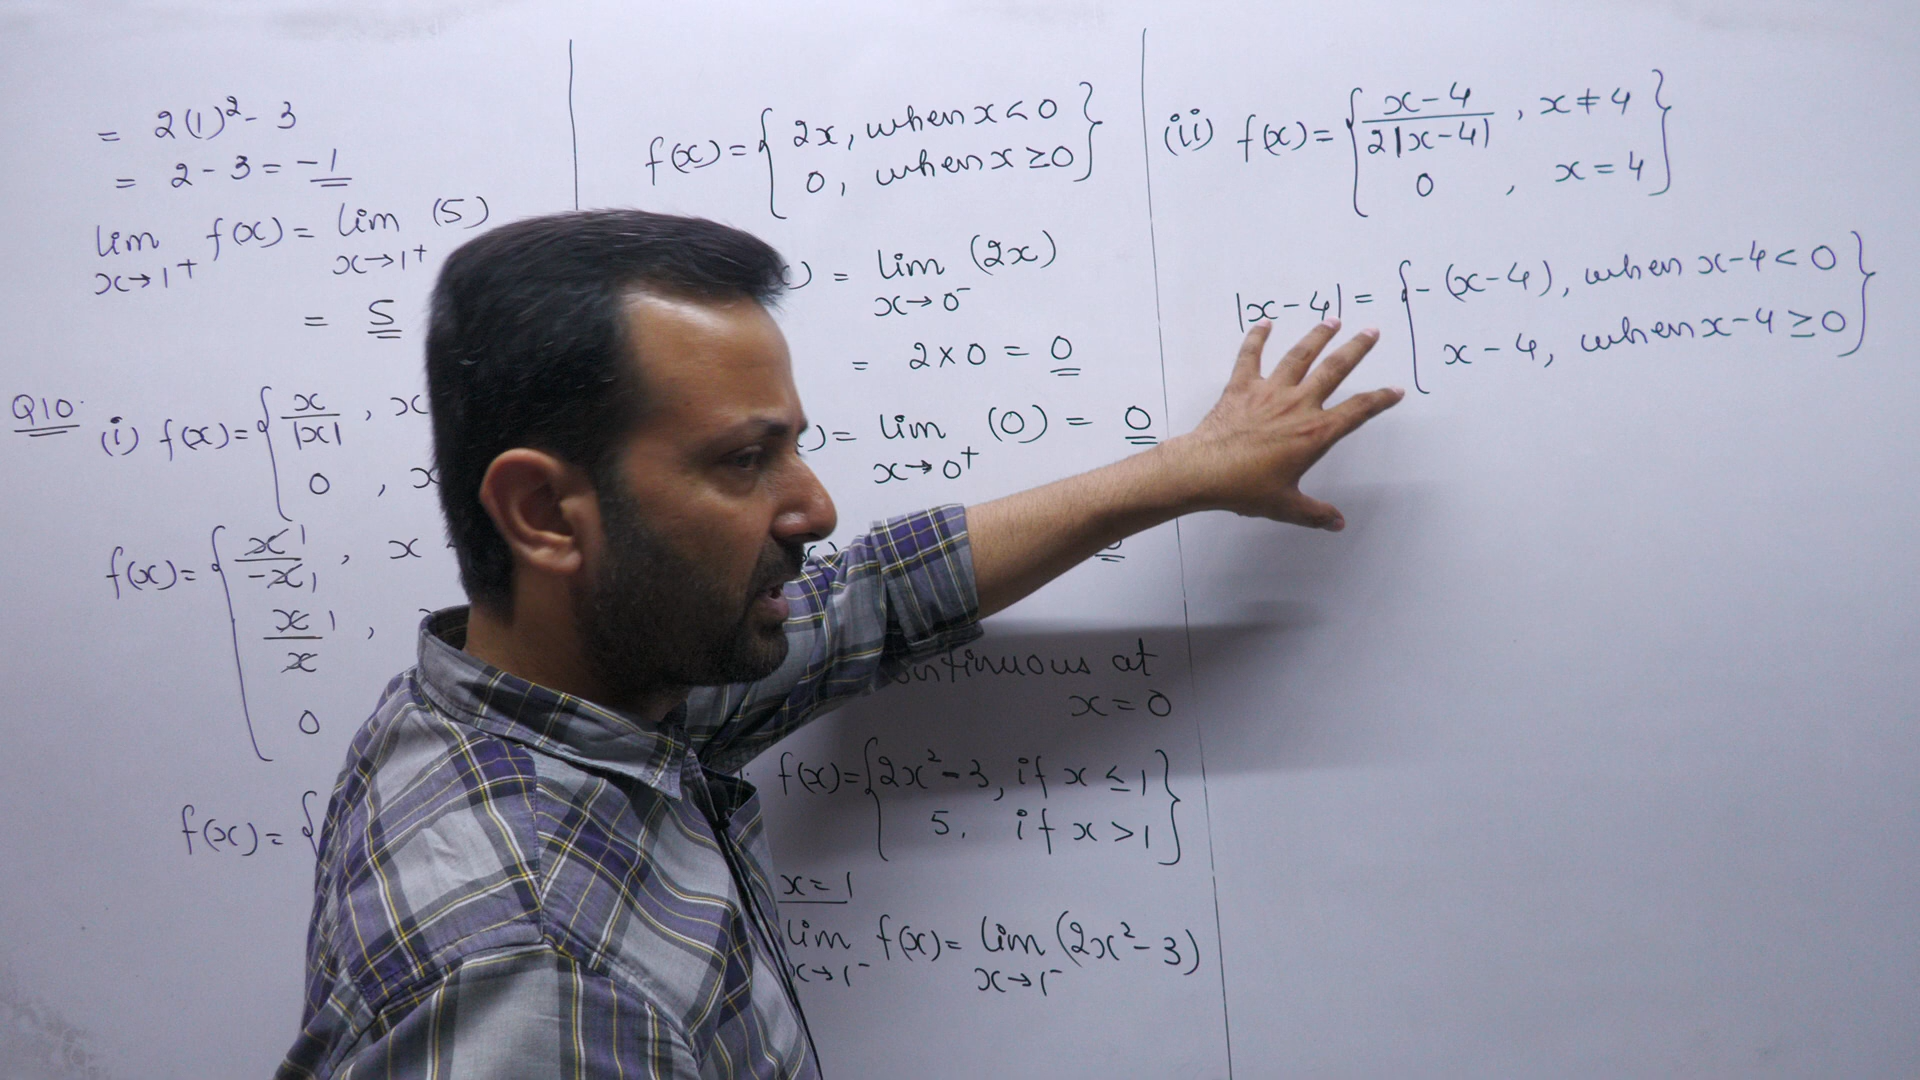 = 2(1)² - 3
= 2 - 3 = -1
lim f(x) = lim (5)
x→1⁺ x→1⁺
= 5
Q10.
(i) f(x) = { x/|x| , x
0 , x
f(x) = { x/-x , x
x/x ,
0
f(x) = {
f(x) = { 2x, when x < 0 }
0, when x ≥ 0
) = lim (2x)
x→0⁻
= 2 × 0 = 0
) = lim (0) = 0
x→0⁺
continuous at
x = 0
f(x) = { 2x² - 3, if x ≤ 1 }
5, if x > 1
x = 1
lim f(x) = lim (2x² - 3)
x→1⁻ x→1⁻
(ii) f(x) = { x-4/2|x-4| , x ≠ 4 }
0 , x = 4
|x - 4| = { -(x-4), when x-4 < 0 }
x - 4, when x-4 ≥ 0